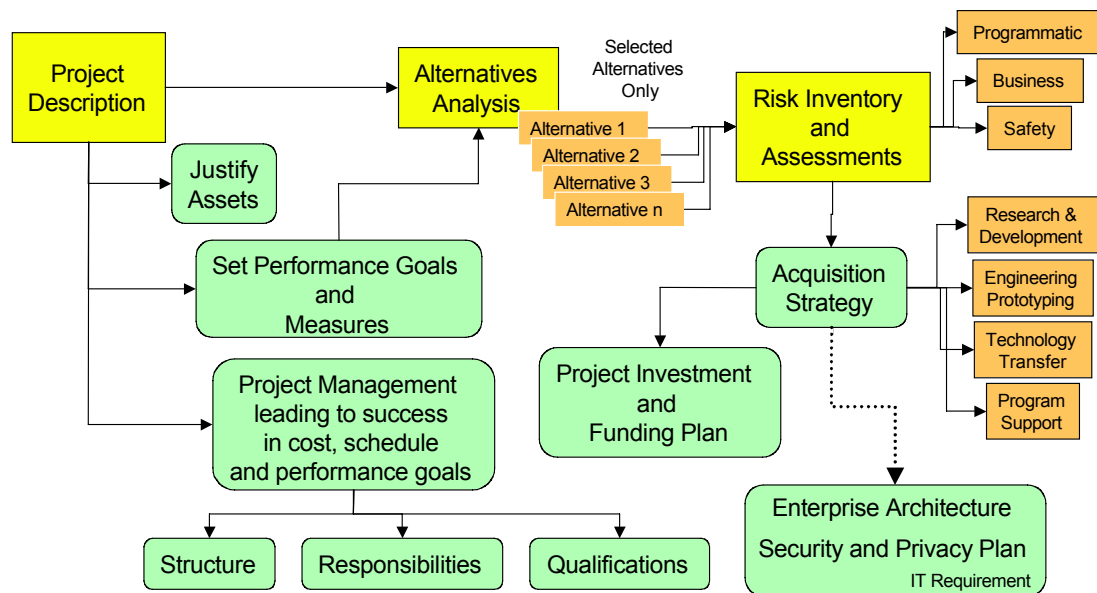 Project
Description
Alternatives
Analysis
Selected
Alternatives
Only
Alternative 1
Alternative 2
Alternative 3
Alternative n
Risk Inventory
and
Assessments
Programmatic
Business
Safety
Justify
Assets
Set Performance Goals
and
Measures
Acquisition
Strategy
Research &
Development
Engineering
Prototyping
Technology
Transfer
Program
Support
Project Management
leading to success
in cost, schedule
and performance goals
Project Investment
and
Funding Plan
Structure
Responsibilities
Qualifications
Enterprise Architecture
Security and Privacy Plan
IT Requirement